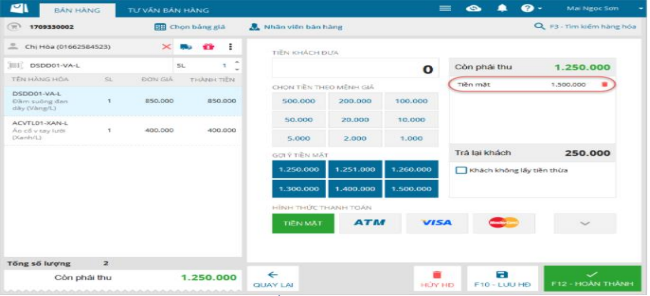 BÁN HÀNG TƯ VẤN BÁN HÀNG Mai Ngọc Sơn
1709330002 Chọn bảng giá Nhân viên bán hàng F3 - Tìm kiếm hàng hóa
Chị Hòa (01662584523)
DSDD01-VA-L SL 1
TÊN HÀNG HÓA SL ĐƠN GIÁ THÀNH TIỀN
DSDD01-VA-L
Đầm suông đan dây (Vàng/L) 1 850.000 850.000
ACVTL01-XAN-L
Áo cổ v tay lưới (Xanh/L) 1 400.000 400.000
Tổng số lượng 2
Còn phải thu 1.250.000
TIỀN KHÁCH ĐƯA
0
CHỌN TIỀN THEO MỆNH GIÁ
500.000 200.000 100.000
50.000 20.000 10.000
5.000 2.000 1.000
GỢI Ý TIỀN MẶT
1.250.000 1.251.000 1.260.000
1.300.000 1.400.000 1.500.000
HÌNH THỨC THANH TOÁN
TIỀN MẶT ATM VISA MasterCard
Còn phải thu 1.250.000
Tiền mặt 1.500.000
Trả lại khách 250.000
Khách không lấy tiền thừa
QUAY LẠI HỦY HĐ F10 - LƯU HĐ F12 - HOÀN THÀNH